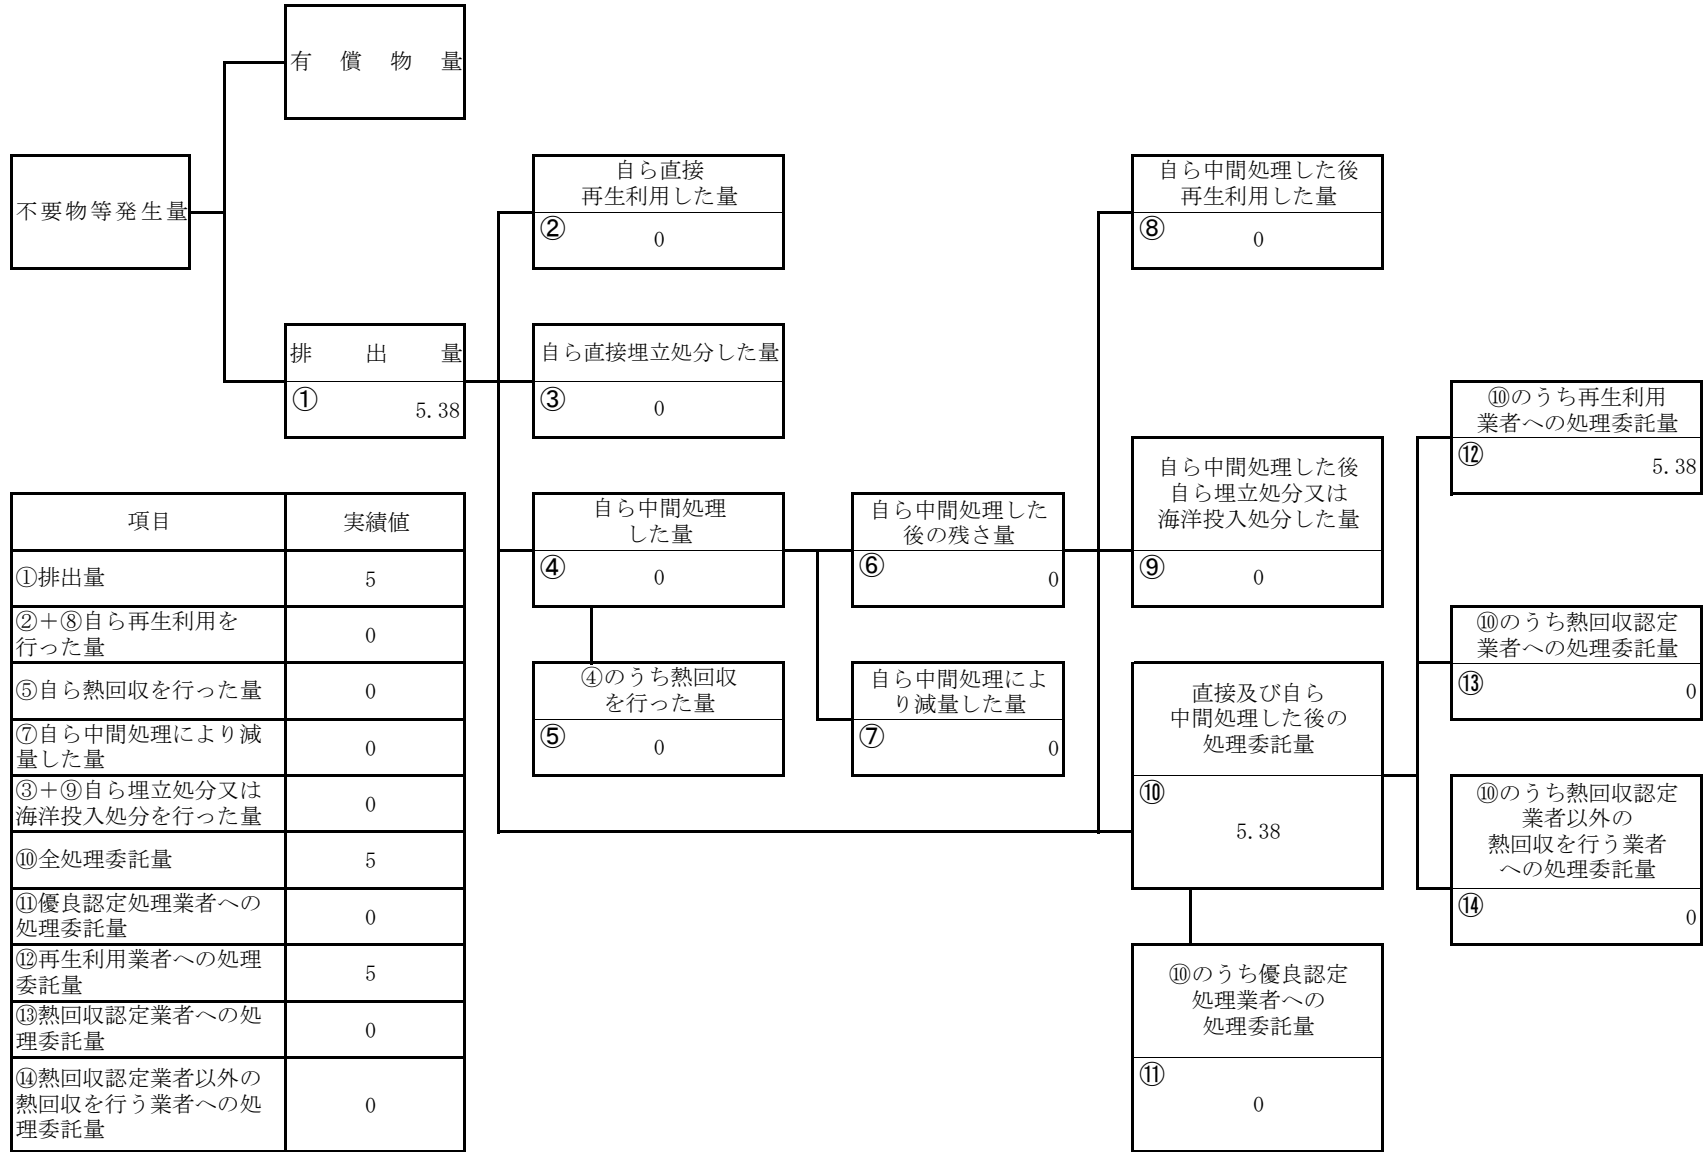 有償物量
不要物等発生量
排出量
①
5.38
自ら直接
再生利用した量
②
0
自ら直接埋立処分した量
③
0
自ら中間処理
した量
④
0
④のうち熱回収
を行った量
⑤
0
自ら中間処理した
後の残さ量
⑥
0
自ら中間処理によ
り減量した量
⑦
0
自ら中間処理した後
再生利用した量
⑧
0
自ら中間処理した後
自ら埋立処分又は
海洋投入処分した量
⑨
0
直接及び自ら
中間処理した後の
処理委託量
⑩
5.38
⑩のうち優良認定
処理業者への
処理委託量
⑪
0
⑩のうち再生利用
業者への処理委託量
⑫
5.38
⑩のうち熱回収認定
業者への処理委託量
⑬
0
⑩のうち熱回収認定
業者以外の
熱回収を行う業者
への処理委託量
⑭
0
項目 実績値
①排出量 5
②＋⑧自ら再生利用を
行った量 0
⑤自ら熱回収を行った量 0
⑦自ら中間処理により減
量した量 0
③＋⑨自ら埋立処分又は
海洋投入処分を行った量 0
⑩全処理委託量 5
⑪優良認定処理業者への
処理委託量 0
⑫再生利用業者への処理
委託量 5
⑬熱回収認定業者への処
理委託量 0
⑭熱回収認定業者以外の
熱回収を行う業者への処
理委託量 0